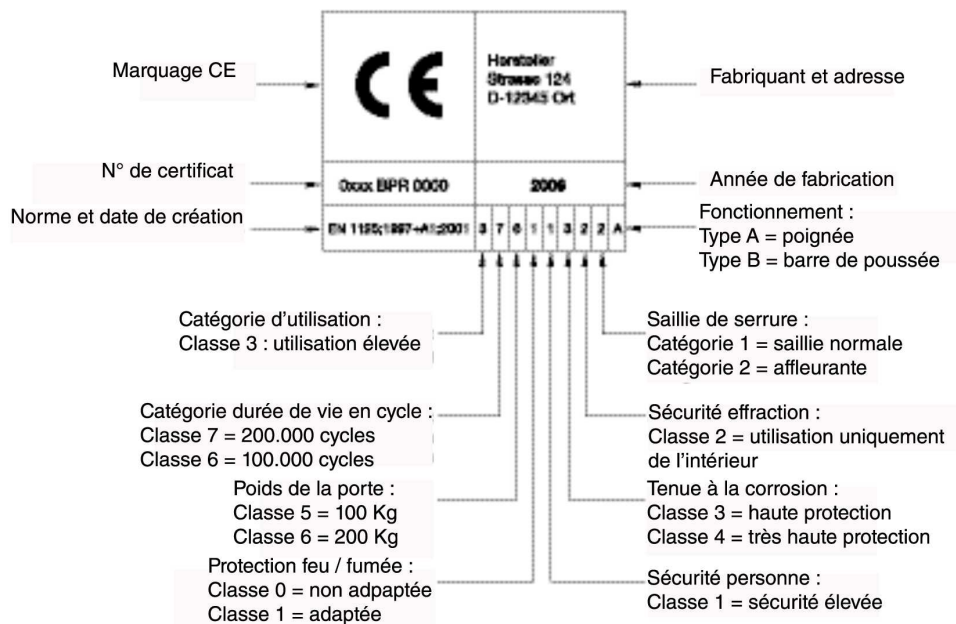 Marquage CE
CE
Hersteller
Strasse 124
D-12345 Ort
Fabriquant et adresse
N° de certificat
0xxx BPR 0000
2006
Année de fabrication
Norme et date de création
EN 1125:1997+A1:2001 3 7 6 1 1 3 2 2 A
Fonctionnement :
Type A = poignée
Type B = barre de poussée
Catégorie d'utilisation :
Classe 3 : utilisation élevée
Saillie de serrure :
Catégorie 1 = saillie normale
Catégorie 2 = affleurante
Catégorie durée de vie en cycle :
Classe 7 = 200.000 cycles
Classe 6 = 100.000 cycles
Sécurité effraction :
Classe 2 = utilisation uniquement
de l'intérieur
Poids de la porte :
Classe 5 = 100 Kg
Classe 6 = 200 Kg
Tenue à la corrosion :
Classe 3 = haute protection
Classe 4 = très haute protection
Protection feu / fumée :
Classe 0 = non adpaptée
Classe 1 = adaptée
Sécurité personne :
Classe 1 = sécurité élevée